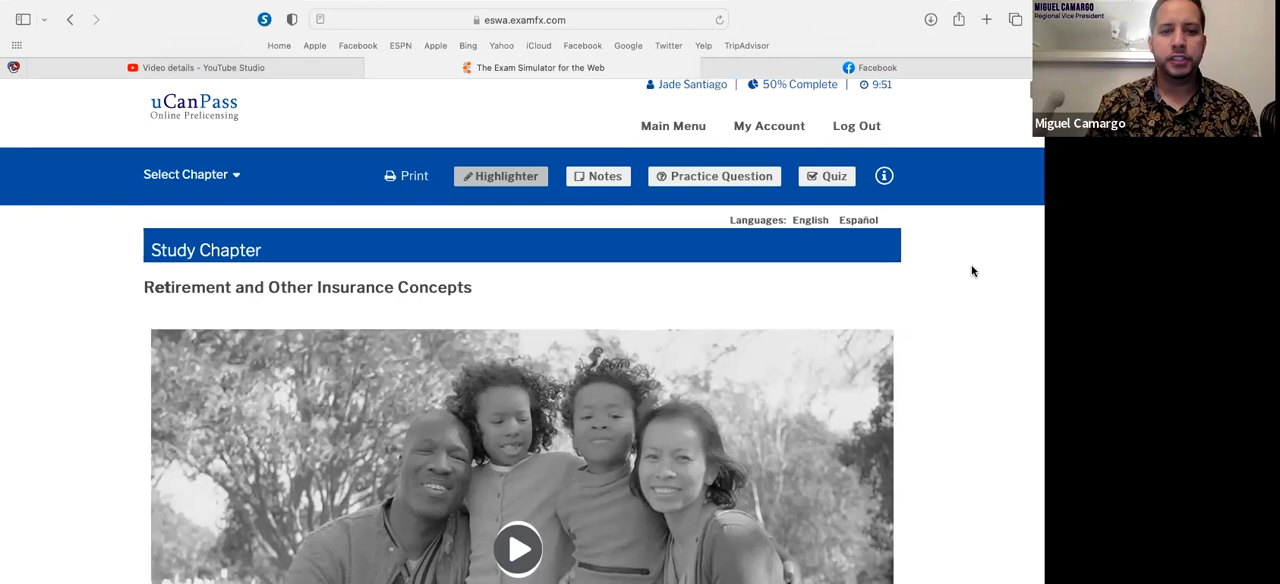 eswa.examfx.com
Home Apple Facebook ESPN Apple Bing Yahoo iCloud Facebook Google Twitter Yelp TripAdvisor
Video details - YouTube Studio
The Exam Simulator for the Web
Facebook
MIGUEL CAMARGO
Regional Vice President
Miguel Camargo
uCanPass
Online Prelicensing
Jade Santiago | 50% Complete | 9:51
Main Menu My Account Log Out
Select Chapter
Print
Highlighter
Notes
Practice Question
Quiz
Languages: English Español
Study Chapter
Retirement and Other Insurance Concepts